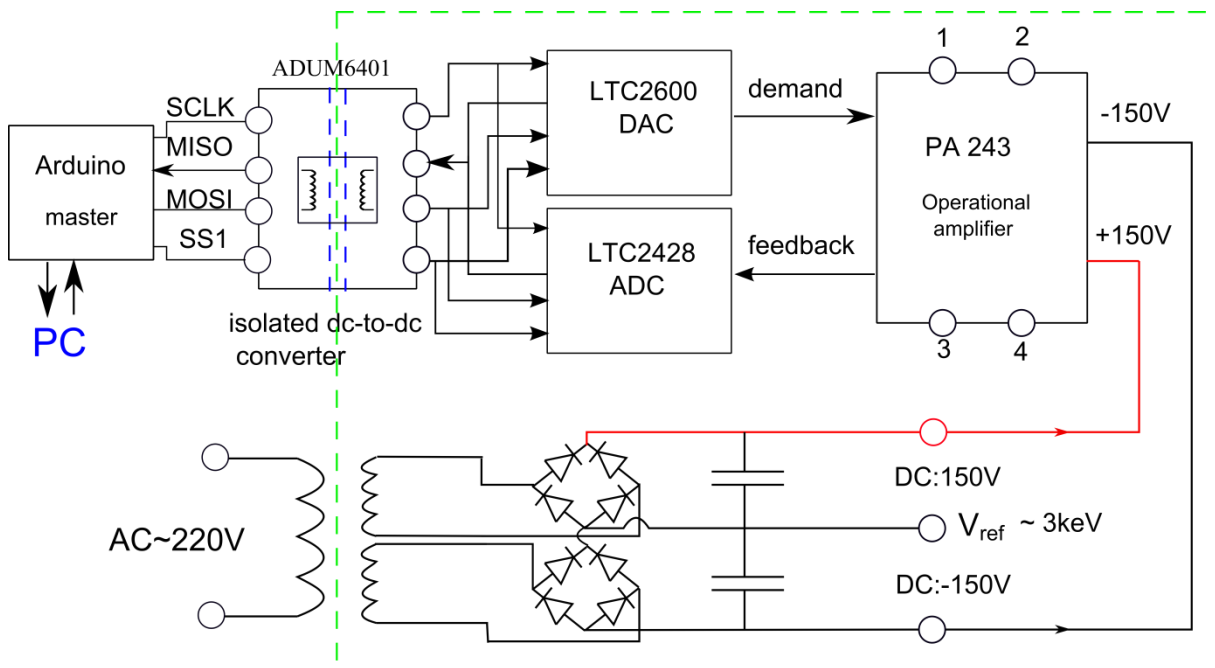 ADUM6401
SCLK
MISO
MOSI
SS1
Arduino
master
PC
isolated dc-to-dc
converter
LTC2600
DAC
LTC2428
ADC
demand
feedback
1
2
PA 243
Operational
amplifier
3
4
-150V
+150V
AC~220V
DC:150V
Vref ~ 3keV
DC:-150V